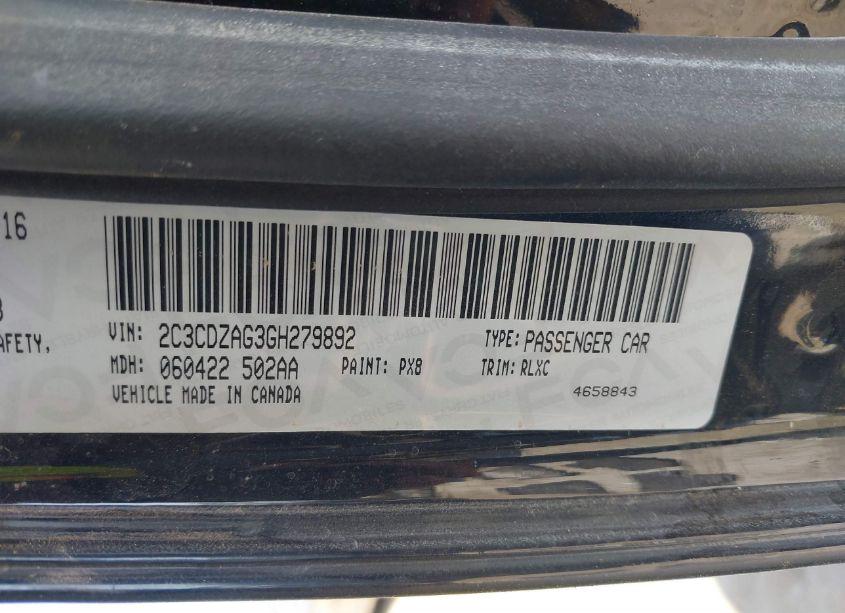 16
AFETY,
VIN: 2C3CDZAG3GH279892 TYPE: PASSENGER CAR
MDH: 060422 502AA PAINT: PX8 TRIM: RLXC
VEHICLE MADE IN CANADA 4658843